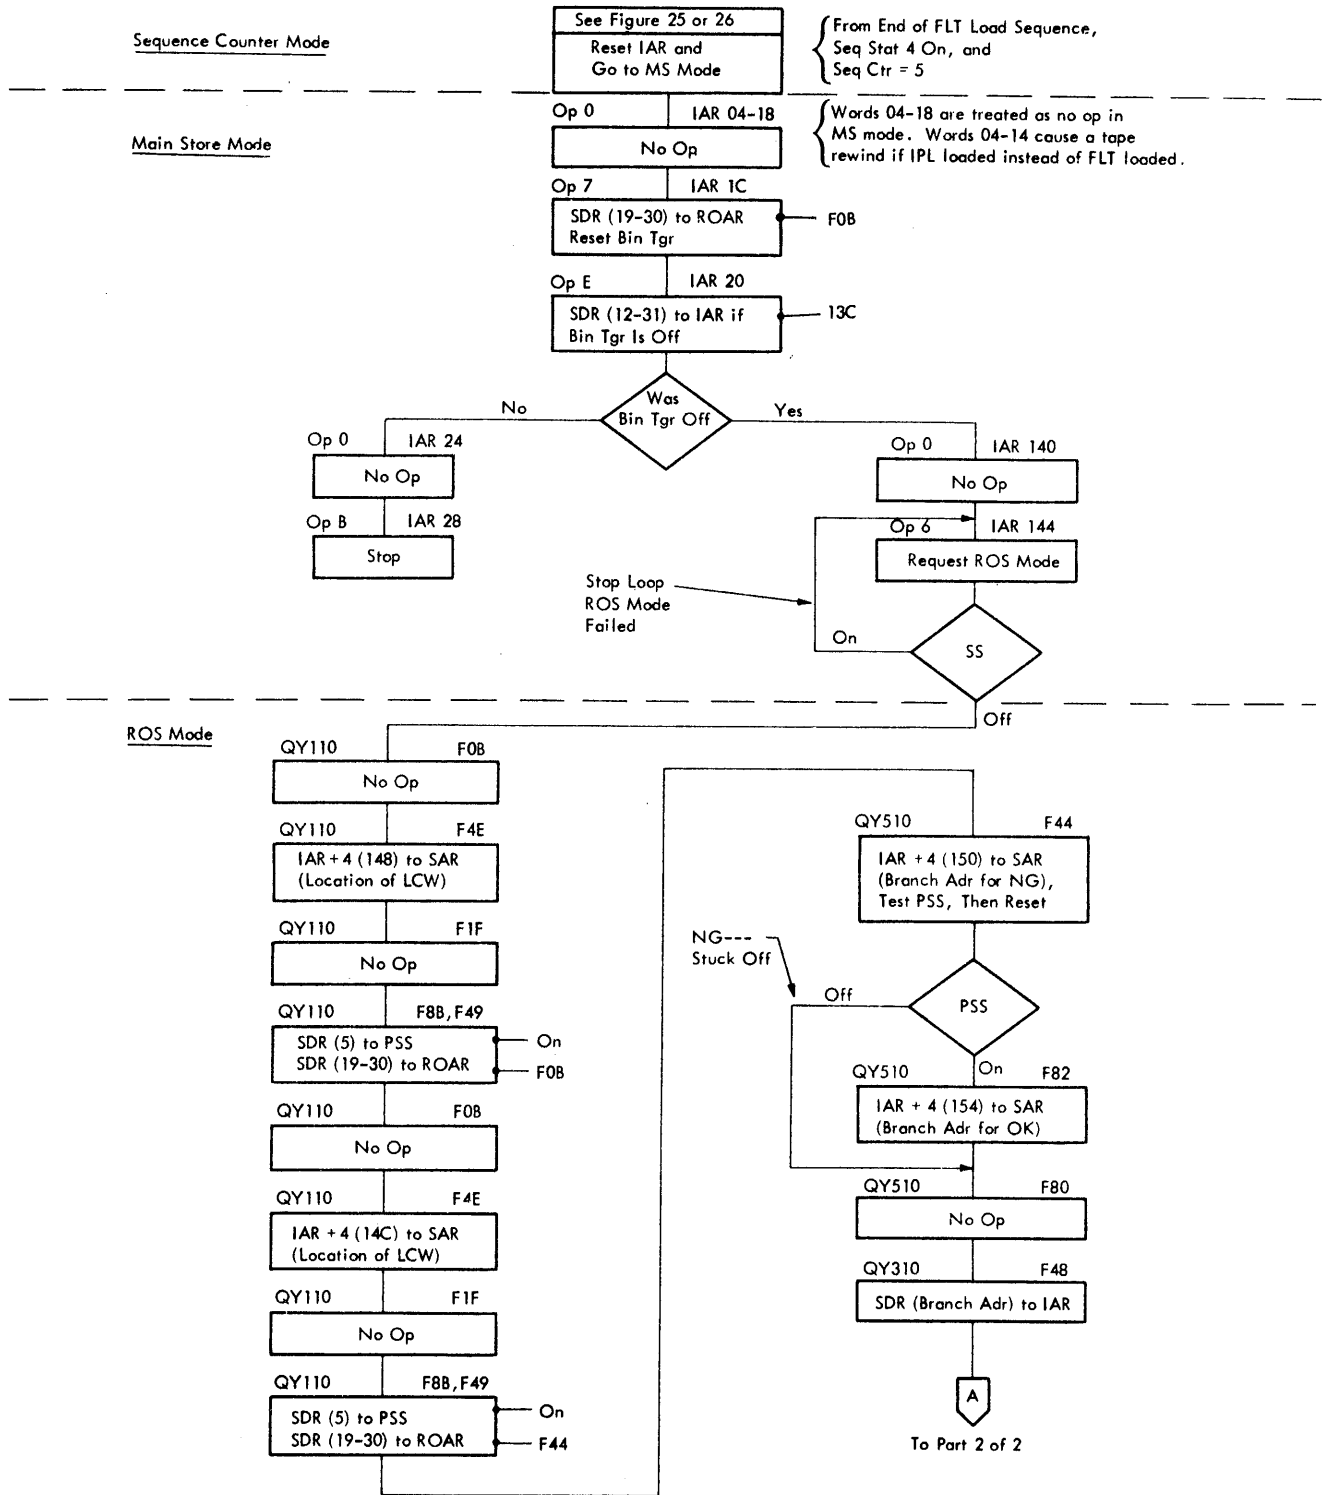 Sequence Counter Mode
See Figure 25 or 26
Reset IAR and
Go to MS Mode
From End of FLT Load Sequence,
Seq Stat 4 On, and
Seq Ctr = 5
Main Store Mode
Op 0 IAR 04-18
No Op
Words 04-18 are treated as no op in
MS mode. Words 04-14 cause a tape
rewind if IPL loaded instead of FLT loaded.
Op 7 IAR 1C
SDR (19-30) to ROAR
Reset Bin Tgr
F0B
Op E IAR 20
SDR (12-31) to IAR if
Bin Tgr Is Off
13C
Was
Bin Tgr Off
No
Yes
Op 0 IAR 24
No Op
Op B IAR 28
Stop
Op 0 IAR 140
No Op
Op 6 IAR 144
Request ROS Mode
Stop Loop
ROS Mode
Failed
On
SS
Off
ROS Mode
QY110 F0B
No Op
QY110 F4E
IAR + 4 (148) to SAR
(Location of LCW)
QY110 F1F
No Op
QY110 F8B, F49
SDR (5) to PSS
SDR (19-30) to ROAR
On
F0B
QY110 F0B
No Op
QY110 F4E
IAR + 4 (14C) to SAR
(Location of LCW)
QY110 F1F
No Op
QY110 F8B, F49
SDR (5) to PSS
SDR (19-30) to ROAR
On
F44
QY510 F44
IAR + 4 (150) to SAR
(Branch Adr for NG),
Test PSS, Then Reset
NG---
Stuck Off
Off
PSS
On
QY510 F82
IAR + 4 (154) to SAR
(Branch Adr for OK)
QY510 F80
No Op
QY310 F48
SDR (Branch Adr) to IAR
A
To Part 2 of 2